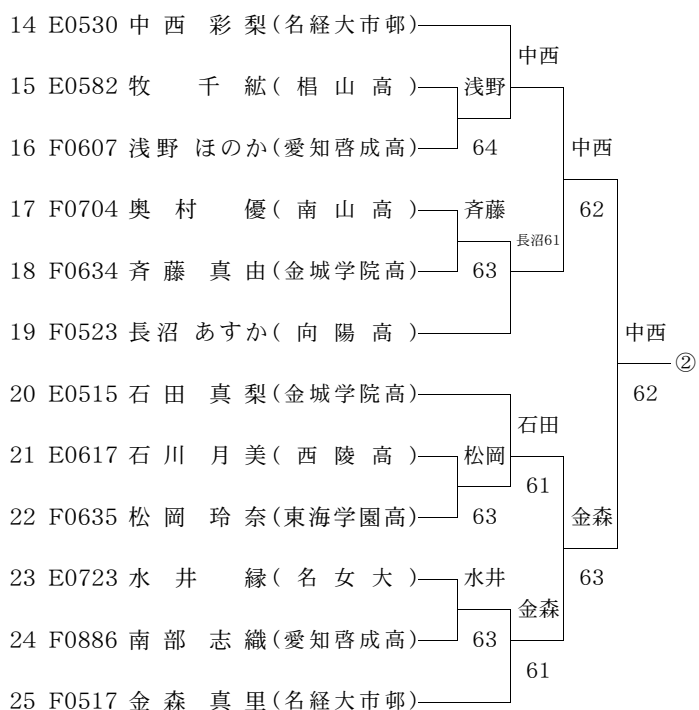 14 E0530 中西 彩梨(名経大市邨)
中西
15 E0582 牧 千紘(椙山高)
浅野
16 F0607 浅野 ほのか(愛知啓成高)
64
中西
17 F0704 奥村 優(南山高)
斉藤
62
長沼61
18 F0634 斉藤 真由(金城学院高)
63
19 F0523 長沼 あすか(向陽高)
中西
②
20 E0515 石田 真梨(金城学院高)
62
石田
21 E0617 石川 月美(西陵高)
松岡
61
22 F0635 松岡 玲奈(東海学園高)
63
金森
23 E0723 水井 縁(名女大)
水井
63
金森
24 F0886 南部 志織(愛知啓成高)
63
61
25 F0517 金森 真里(名経大市邨)